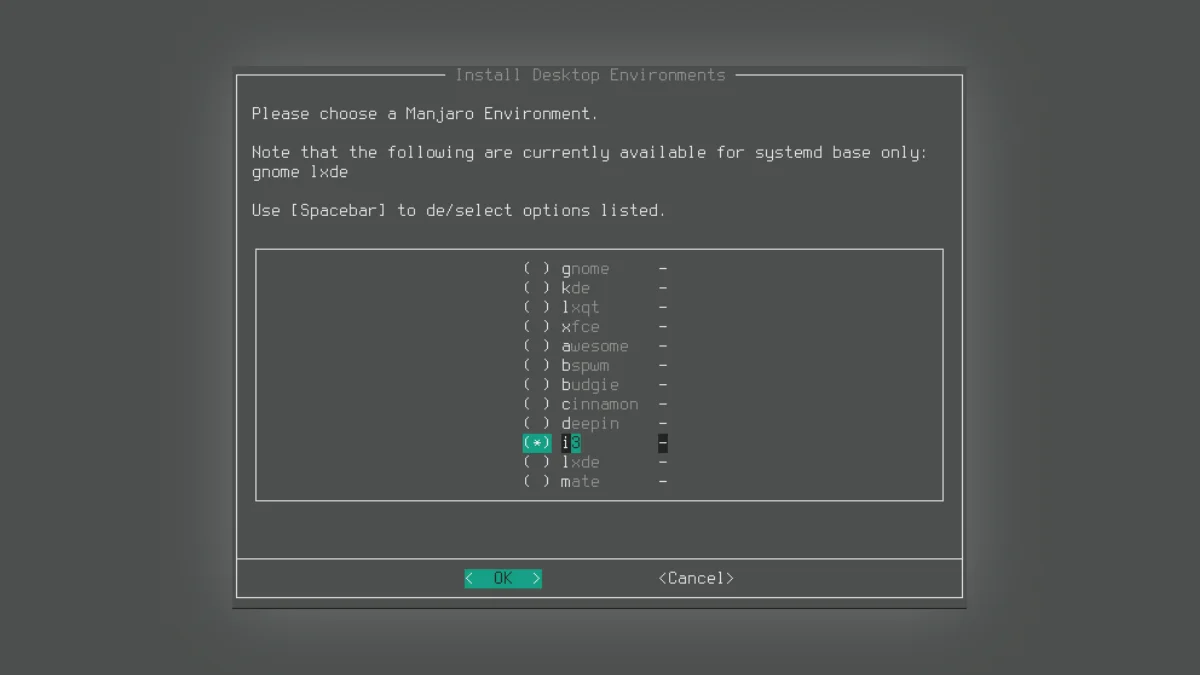 Install Desktop Environments
Please choose a Manjaro Environment.
Note that the following are currently available for systemd base only:
gnome lxde
Use [Spacebar] to de/select options listed.
( ) gnome -
( ) kde -
( ) lxqt -
( ) xfce -
( ) awesome -
( ) bspwm -
( ) budgie -
( ) cinnamon -
( ) deepin -
(*) i3 -
( ) lxde -
( ) mate -
< OK > <Cancel>